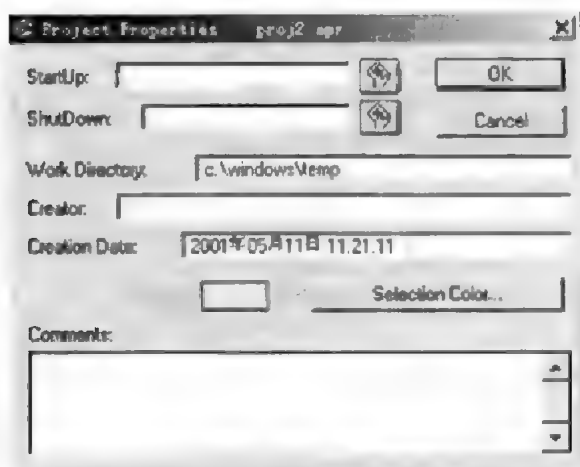 Project Properties proj2 apr
StartUp: OK
ShutDown: Cancel
Work Directory: c:\windows\temp
Creator:
Creation Date: 2001年05月11日 11.21.11
Selection Color...
Comments: